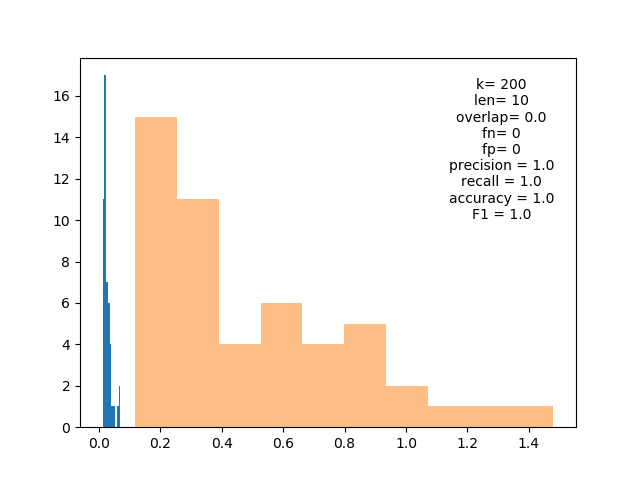 k= 200
len= 10
overlap= 0.0
fn= 0
fp= 0
precision = 1.0
recall = 1.0
accuracy = 1.0
F1 = 1.0
16
14
12
10
8
6
4
2
0
0.0 0.2 0.4 0.6 0.8 1.0 1.2 1.4